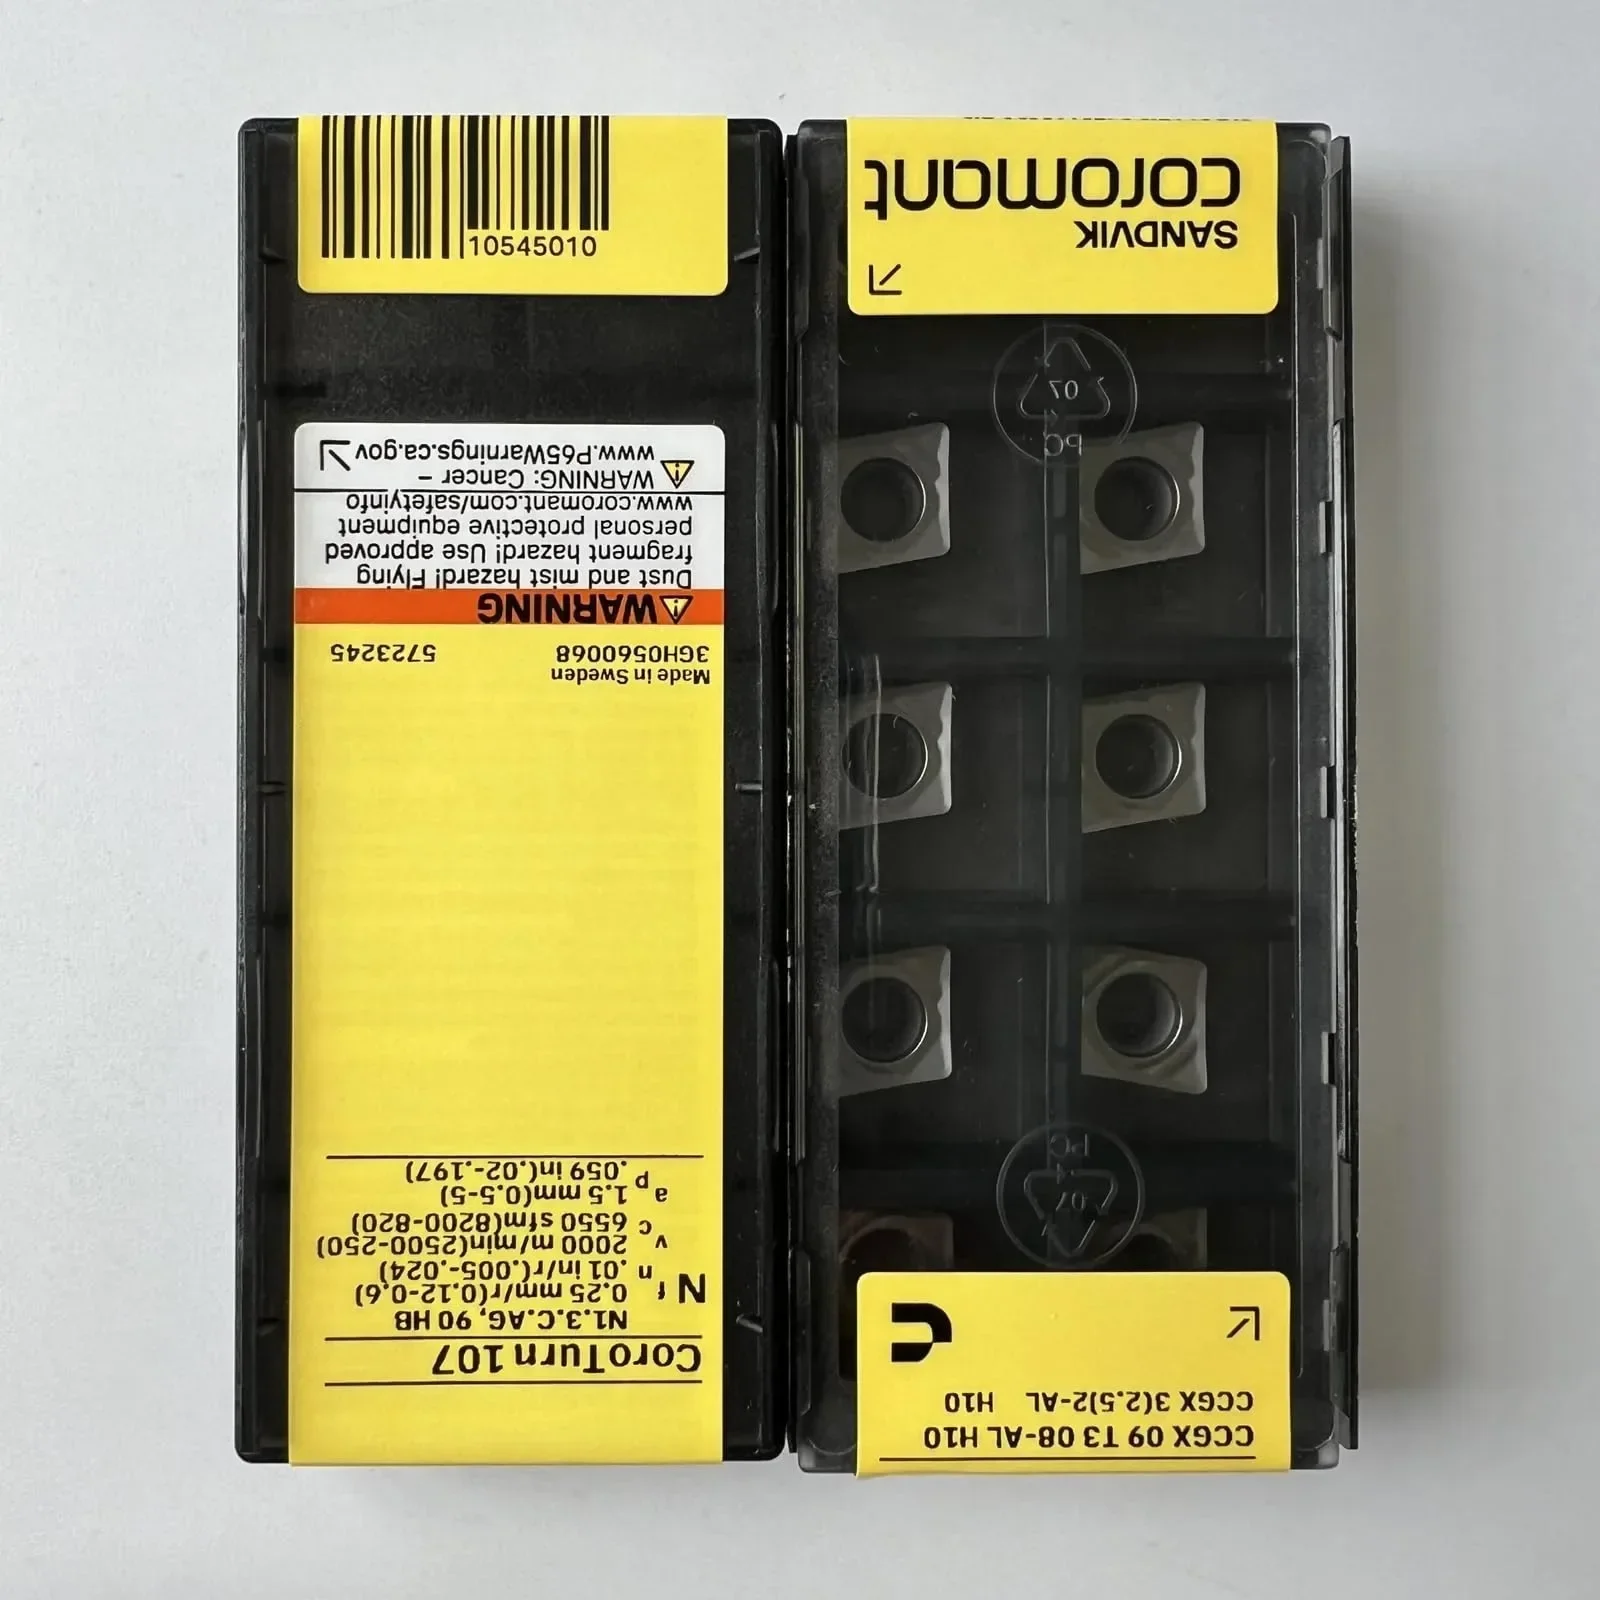 10545010
CoroTurn 107
N1.3.C.AG, 90 HB
N
f n 0.25 mm/r(0.12-0.6)
.01 in/r(.005-.024)
v c 2000 m/min(2500-250)
6550 sfm(8200-820)
a p 1.5 mm(0.5-5)
.059 in(.02-.197)
Made in Sweden
3GH0560068 5723245
WARNING
Dust and mist hazard! Flying
fragment hazard! Use approved
personal protective equipment
www.coromant.com/safetyinfo
WARNING: Cancer -
www.P65Warnings.ca.gov
CCGX 09 T3 08-AL H10
CCGX 3(2.5)2-AL H10
PC
07
07
PC
SANDVIK
coromant